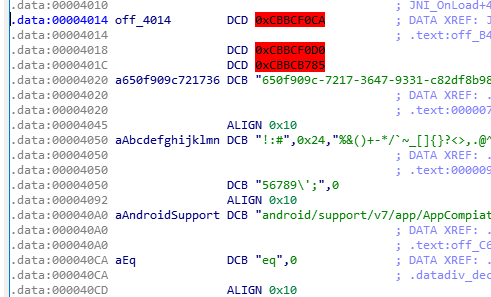 .data:00004010 ; JNI_OnLoad+4
.data:00004014 off_4014 DCD 0xCBBCF0CA ; DATA XREF: J
.data:00004014 ; .text:off_B4
.data:00004018 DCD 0xCBBCF0D0
.data:0000401C DCD 0xCBBCB785
.data:00004020 a650f909c721736 DCB "650f909c-7217-3647-9331-c82df8b98
.data:00004020 ; DATA XREF: .
.data:00004020 ; .text:000007
.data:00004045 ALIGN 0x10
.data:00004050 aAbcdefghijklmn DCB "!:#",0x24,"%&()+-*/`~_[]{}?<>,.@^
.data:00004050 ; DATA XREF: .
.data:00004050 ; .text:000009
.data:00004050 DCB "56789\';",0
.data:00004092 ALIGN 0x10
.data:000040A0 aAndroidSupport DCB "android/support/v7/app/AppCompiat
.data:000040A0 ; DATA XREF: J
.data:000040A0 ; .text:off_C6
.data:000040CA aEq DCB "eq",0 ; DATA XREF: .
.data:000040CA ; .datadiv_dec
.data:000040CD ALIGN 0x10